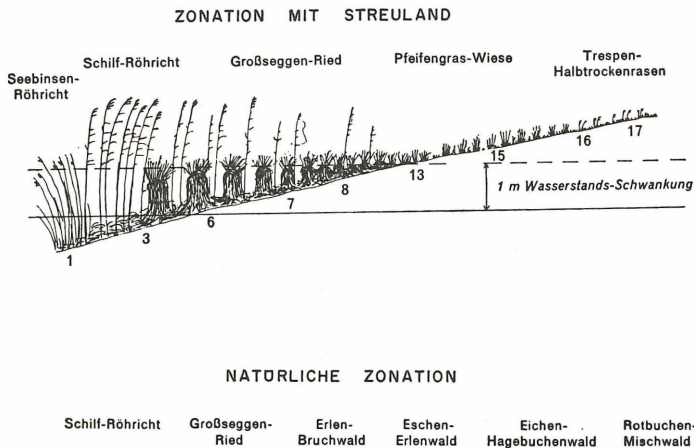 ZONATION MIT STREULAND
Seebinsen-
Röhricht
Schilf-Röhricht
Großseggen-Ried
Pfeifengras-Wiese
Trespen-
Halbtrockenrasen
17
16
15
13
8
7
6
3
1
1 m Wasserstands-Schwankung
NATÜRLICHE ZONATION
Schilf-Röhricht
Großseggen-
Ried
Erlen-
Bruchwald
Eschen-
Erlenwald
Eichen-
Hagebuchenwald
Rotbuchen-
Mischwald